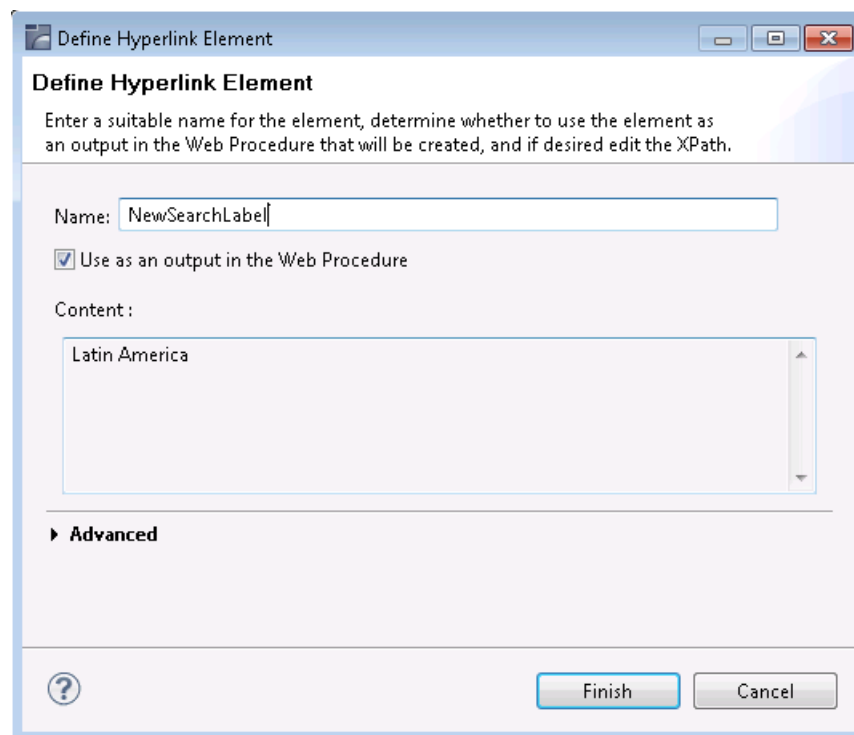 Define Hyperlink Element
Define Hyperlink Element
Enter a suitable name for the element, determine whether to use the element as
an output in the Web Procedure that will be created, and if desired edit the XPath.
Name: NewSearchLabel
Use as an output in the Web Procedure
Content :
Latin America
Advanced
?
Finish Cancel